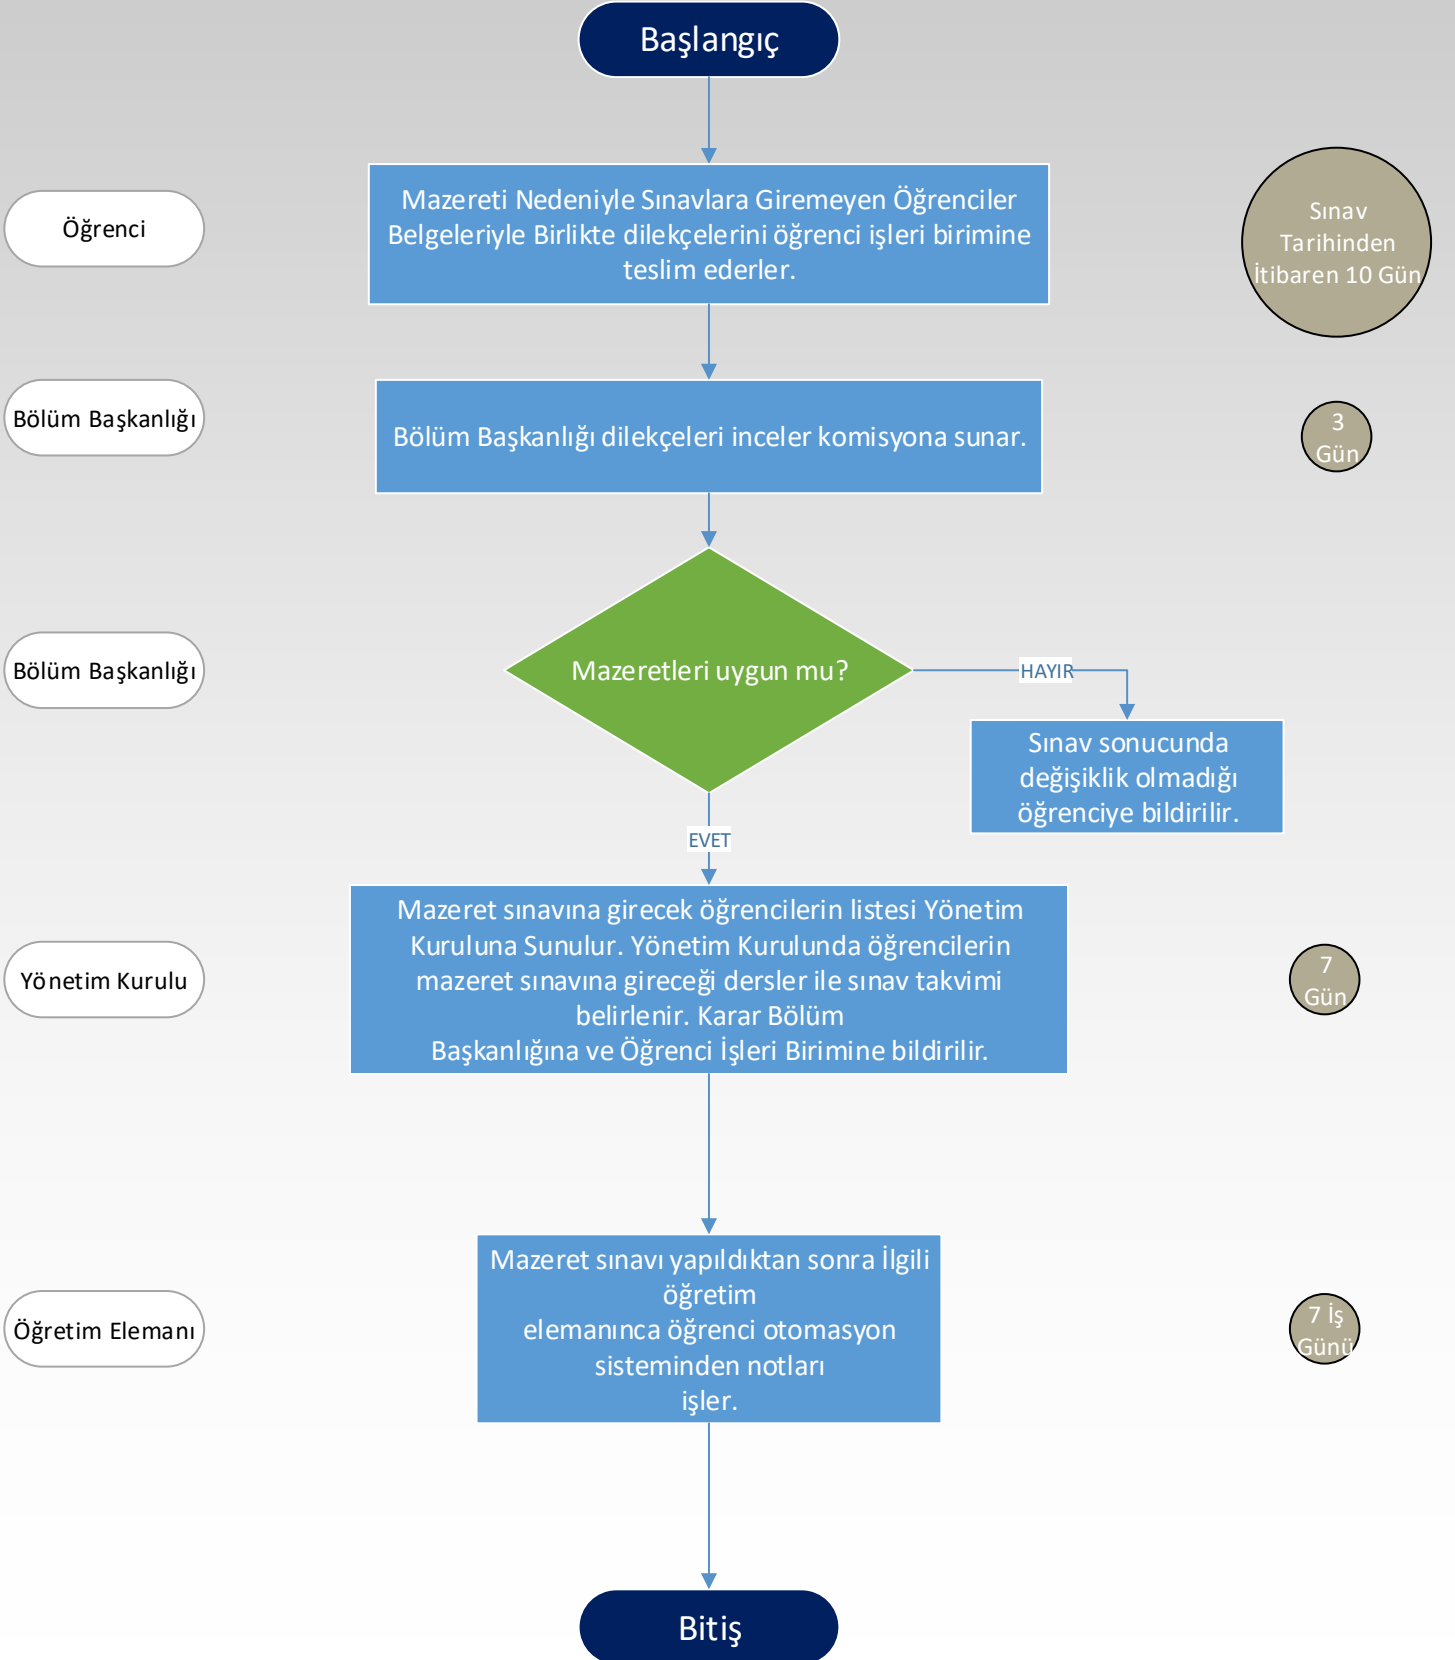 Başlangıç
Öğrenci
Mazereti Nedeniyle Sınavlara Giremeyen Öğrenciler
Belgeleriyle Birlikte dilekçelerini öğrenci işleri birimine
teslim ederler.
Sınav
Tarihinden
İtibaren 10 Gün
Bölüm Başkanlığı
Bölüm Başkanlığı dilekçeleri inceler komisyona sunar.
3
Gün
Bölüm Başkanlığı
Mazeretleri uygun mu?
HAYIR
Sınav sonucunda
değişiklik olmadığı
öğrenciye bildirilir.
EVET
Yönetim Kurulu
Mazeret sınavına girecek öğrencilerin listesi Yönetim
Kuruluna Sunulur. Yönetim Kurulunda öğrencilerin
mazeret sınavına gireceği dersler ile sınav takvimi
belirlenir. Karar Bölüm
Başkanlığına ve Öğrenci İşleri Birimine bildirilir.
7
Gün
Öğretim Elemanı
Mazeret sınavı yapıldıktan sonra İlgili
öğretim
elemanınca öğrenci otomasyon
sisteminden notları
işler.
7 İş
Günü
Bitiş